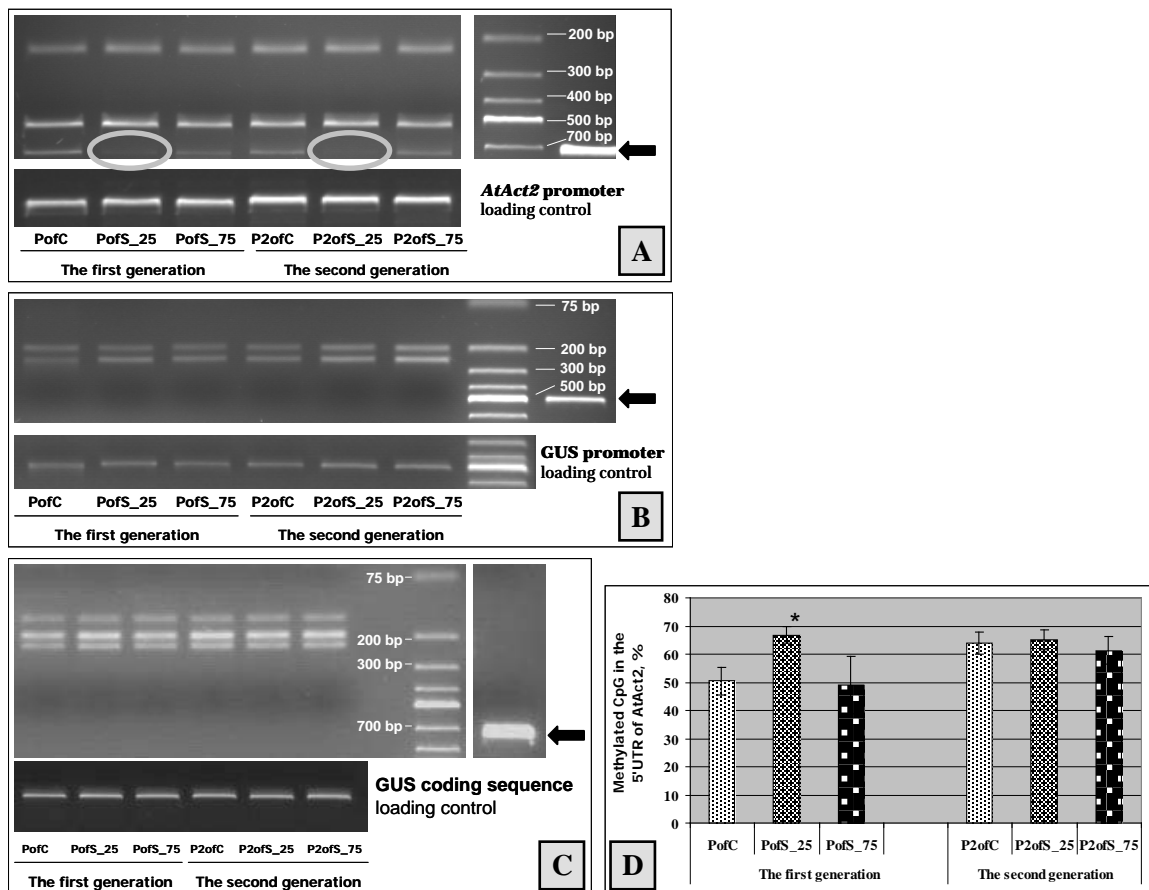 200 bp
300 bp
400 bp
500 bp
700 bp
AtAct2 promoter
loading control
PofC PofS_25 PofS_75 P2ofC P2ofS_25 P2ofS_75
The first generation The second generation
A
75 bp
200 bp
300 bp
500 bp
GUS promoter
loading control
PofC PofS_25 PofS_75 P2ofC P2ofS_25 P2ofS_75
The first generation The second generation
B
75 bp
200 bp
300 bp
700 bp
GUS coding sequence
loading control
PofC PofS_25 PofS_75 P2ofC P2ofS_25 P2ofS_75
The first generation The second generation
C
Methylated CpG in the
5'UTR of AtAct2, %
80
70
60
50
40
30
20
10
0
*
PofC PofS_25 PofS_75 P2ofC P2ofS_25 P2ofS_75
The first generation The second generation
D